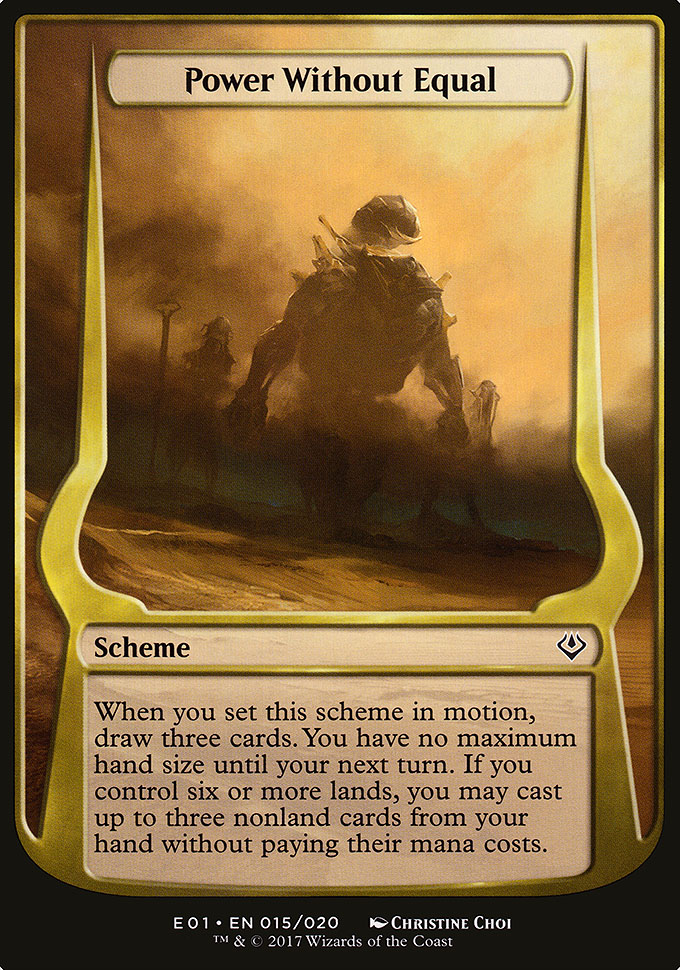 Power Without Equal
Scheme
When you set this scheme in motion,
draw three cards. You have no maximum
hand size until your next turn. If you
control six or more lands, you may cast
up to three nonland cards from your
hand without paying their mana costs.
E01 • EN 015/020 Christine Choi
™ & © 2017 Wizards of the Coast